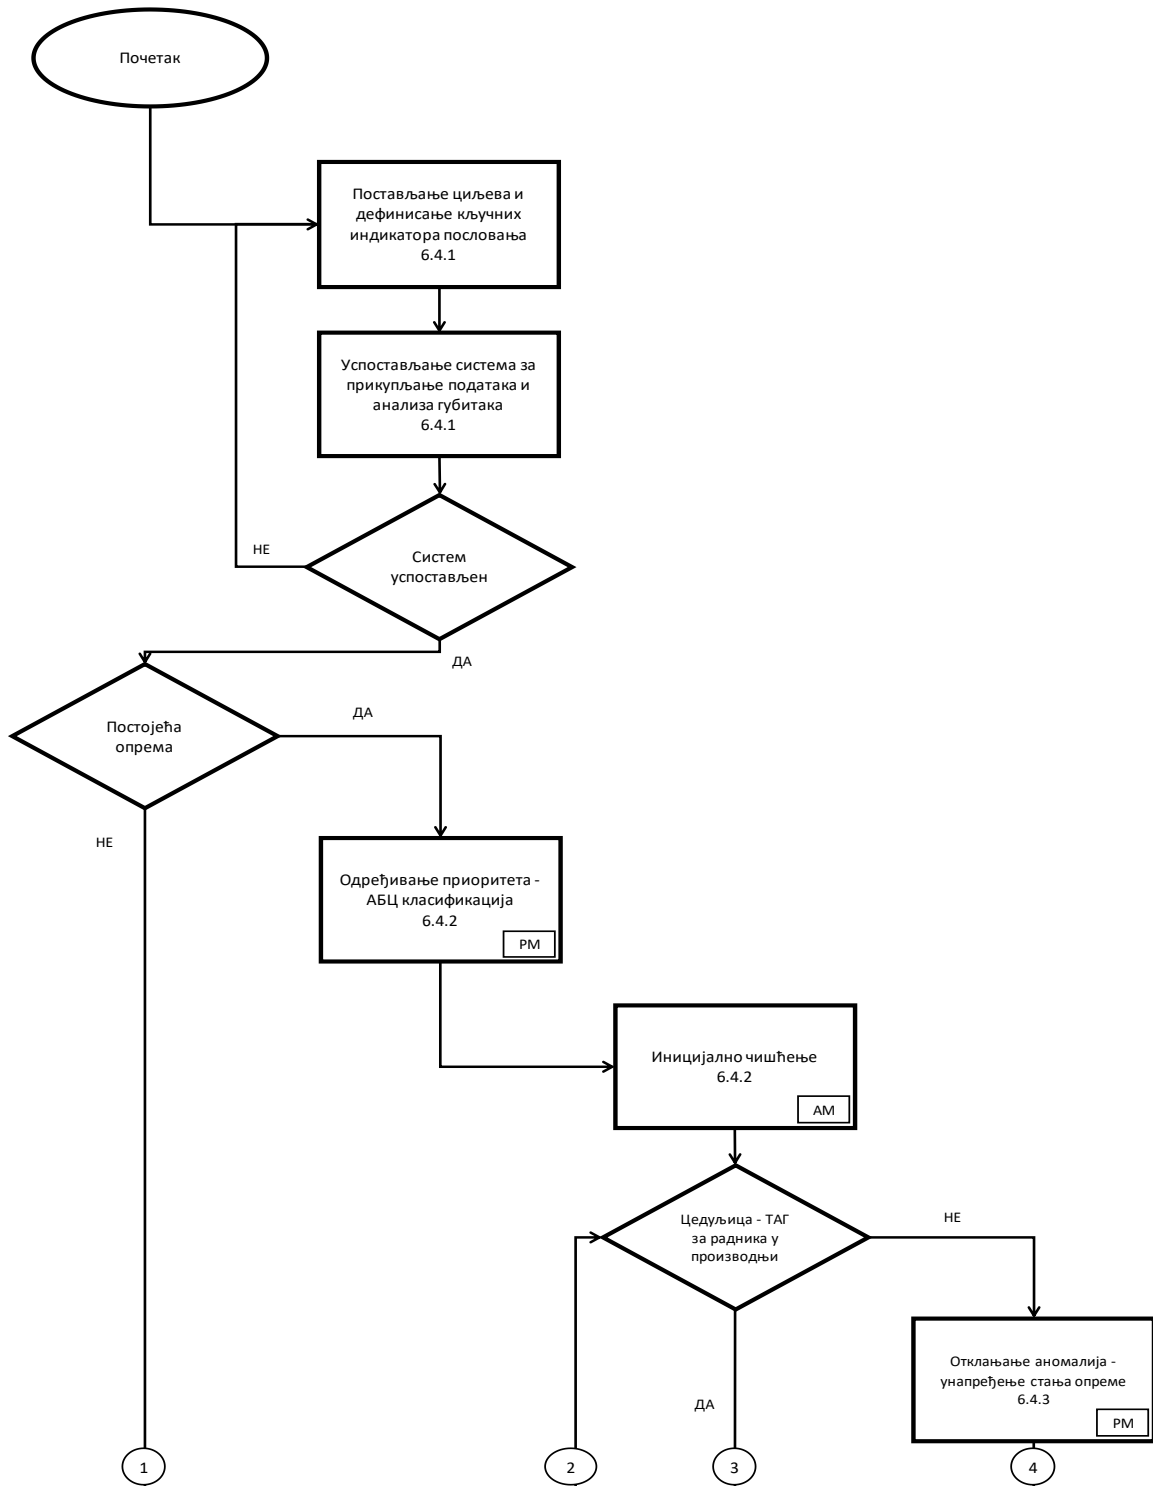 Почетак
Постављање циљева и
дефинисање кључних
индикатора пословања
6.4.1
Успостављање система за
прикупљање података и
анализа губитака
6.4.1
Систем
успостављен
НЕ
ДА
Постојећа
опрема
ДА
НЕ
Одређивање приоритета -
АБЦ класификација
6.4.2
PM
Иницијално чишћење
6.4.2
AM
Цедуљица - ТАГ
за радника у
производњи
НЕ
ДА
Отклањање аномалија -
унапређење стања опреме
6.4.3
PM
1
2
3
4